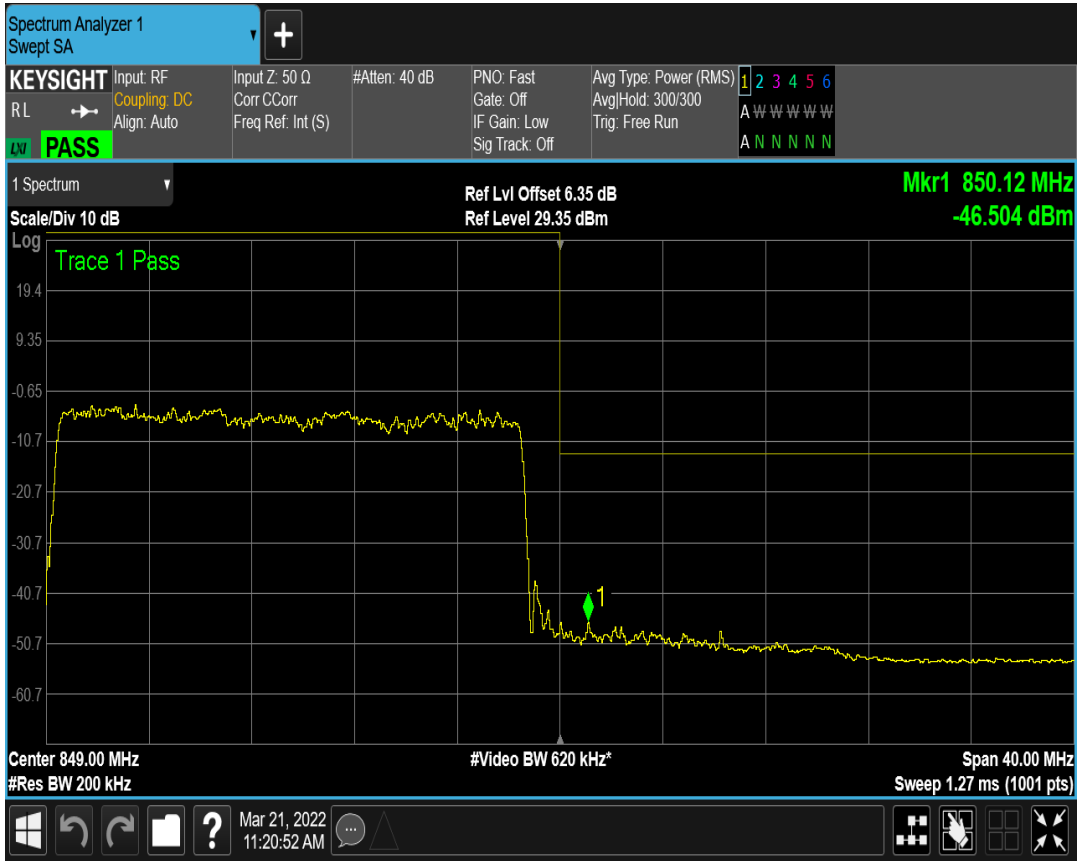 Spectrum Analyzer 1
Swept SA
+
KEYSIGHT
RL
LXI PASS
Input: RF
Coupling: DC
Align: Auto
Input Z: 50 Ω
Corr CCorr
Freq Ref: Int (S)
#Atten: 40 dB
PNO: Fast
Gate: Off
IF Gain: Low
Sig Track: Off
Avg Type: Power (RMS)
Avg|Hold: 300/300
Trig: Free Run
1 2 3 4 5 6
A W W W W W
A N N N N N
1 Spectrum
Scale/Div 10 dB
Ref Lvl Offset 6.35 dB
Ref Level 29.35 dBm
Mkr1 850.12 MHz
-46.504 dBm
Log
Trace 1 Pass
19.4
9.35
-0.65
-10.7
-20.7
-30.7
-40.7
1
-50.7
-60.7
Center 849.00 MHz
#Video BW 620 kHz*
Span 40.00 MHz
#Res BW 200 kHz
Sweep 1.27 ms (1001 pts)
?
Mar 21, 2022
11:20:52 AM